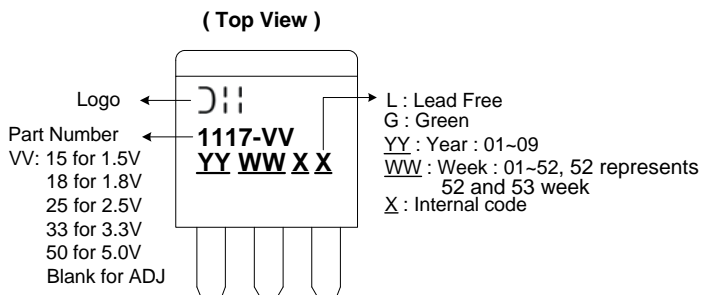 ( Top View )
Logo
Part Number
VV: 15 for 1.5V
18 for 1.8V
25 for 2.5V
33 for 3.3V
50 for 5.0V
Blank for ADJ
1117-VV
YY WW X X
L : Lead Free
G : Green
YY : Year : 01~09
WW : Week : 01~52, 52 represents
52 and 53 week
X : Internal code